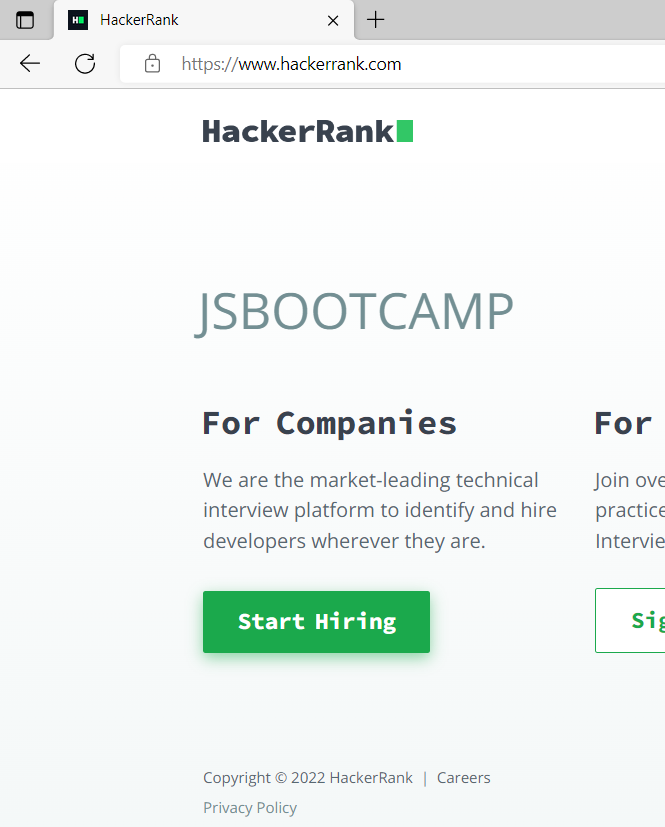 HackerRank
https://www.hackerrank.com
HackerRank
JSBOOTCAMP
For Companies
We are the market-leading technical
interview platform to identify and hire
developers wherever they are.
Start Hiring
For
Join ove
practice
Intervie
Sig
Copyright © 2022 HackerRank | Careers
Privacy Policy